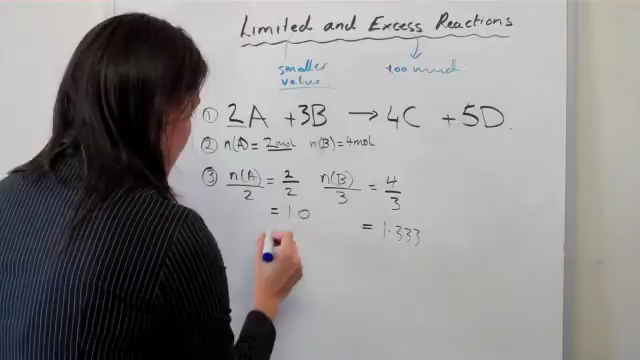 Limited and Excess Reactions
smaller value
too much
① 2A + 3B → 4C + 5D.
② n(A) = 2mol n(B) = 4mol
③ n(A)/2 = 2/2 n(B)/3 = 4/3
= 1.0
= 1.333